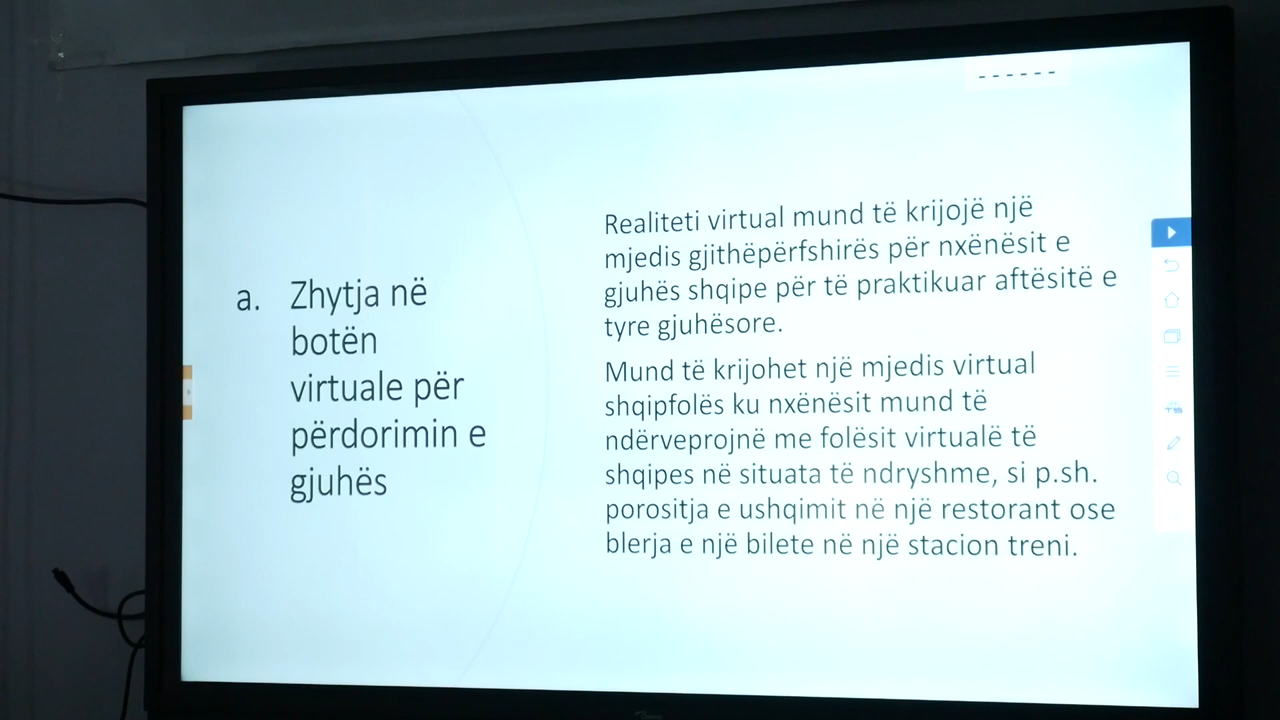 a. Zhytja në
botën
virtuale për
përdorimin e
gjuhës
Realiteti virtual mund të krijojë një
mjedis gjithëpërfshirës për nxënësit e
gjuhës shqipe për të praktikuar aftësitë e
tyre gjuhësore.
Mund të krijohet një mjedis virtual
shqipfolës ku nxënësit mund të
ndërveprojnë me folësit virtualë të
shqipes në situata të ndryshme, si p.sh.
porositja e ushqimit në një restorant ose
blerja e një bilete në një stacion treni.